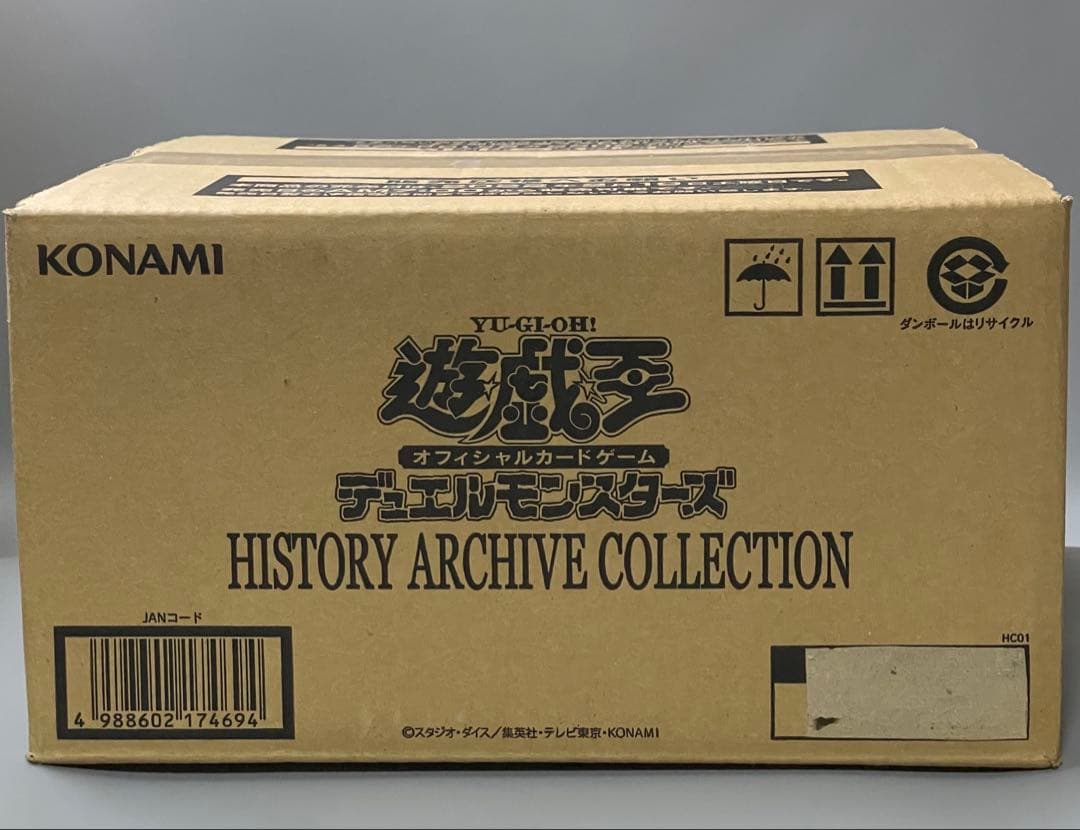 KONAMI
ダンボールはリサイクル
YU-GI-OH!
遊戯王
オフィシャルカードゲーム
デュエルモンスターズ
HISTORY ARCHIVE COLLECTION
JANコード
4 988602 174694
HC01
©スタジオ・ダイス/集英社・テレビ東京・KONAMI